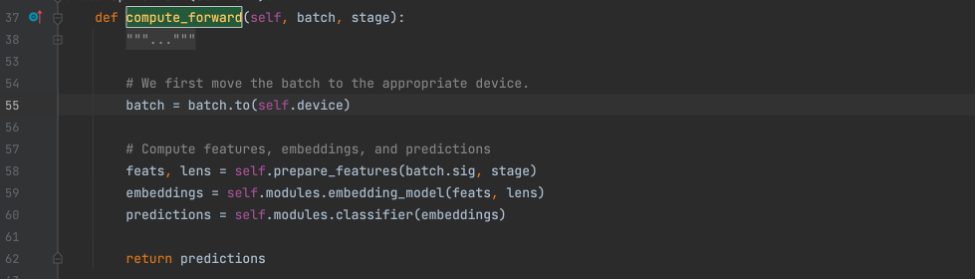 37 def compute_forward(self, batch, stage):
38 """..."""
53
54 # We first move the batch to the appropriate device.
55 batch = batch.to(self.device)
56
57 # Compute features, embeddings, and predictions
58 feats, lens = self.prepare_features(batch.sig, stage)
59 embeddings = self.modules.embedding_model(feats, lens)
60 predictions = self.modules.classifier(embeddings)
61
62 return predictions